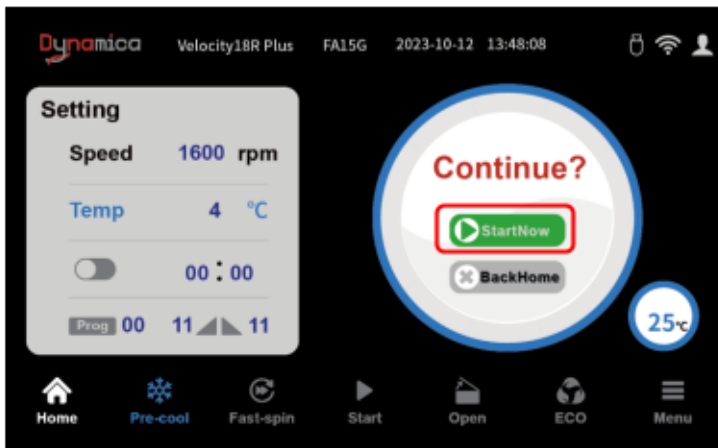 Dynamica Velocity18R Plus FA15G 2023-10-12 13:48:08
Setting
Speed 1600 rpm
Temp 4 °C
00 : 00
Prog 00 11 11
Continue?
StartNow
BackHome
25℃
Home Pre-cool Fast-spin Start Open ECO Menu